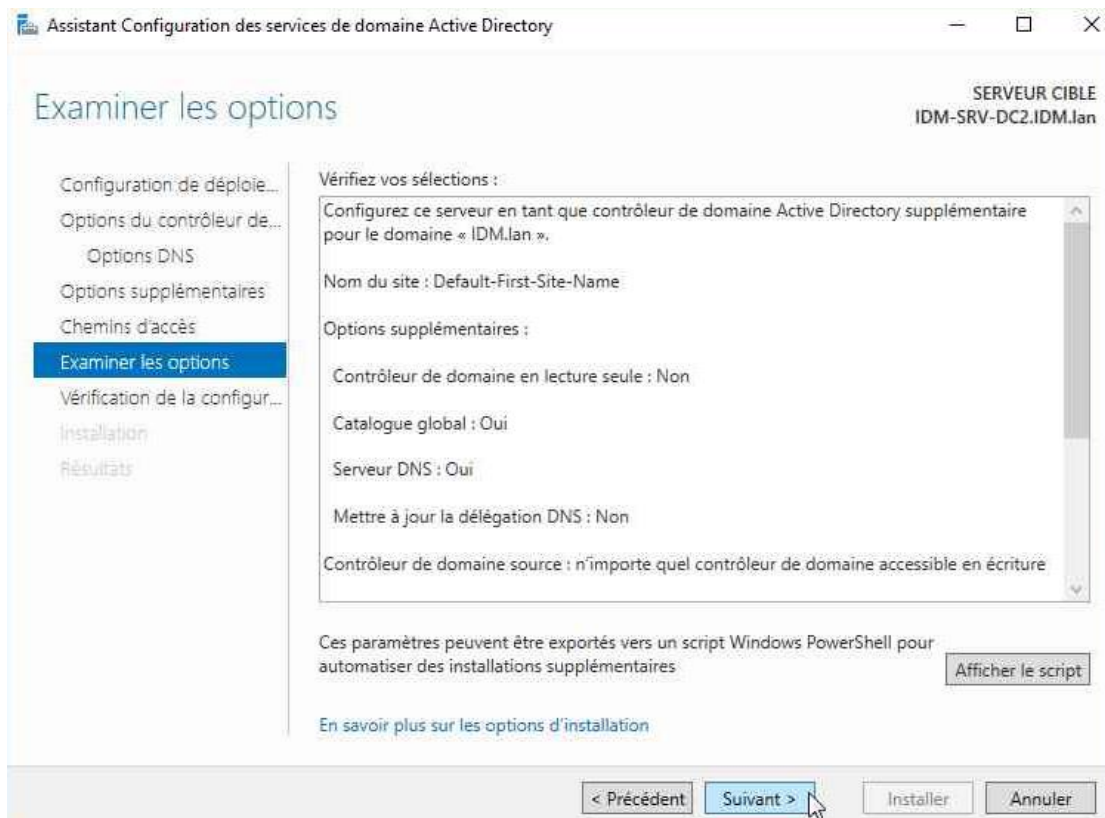 Assistant Configuration des services de domaine Active Directory
Examiner les options
SERVEUR CIBLE
IDM-SRV-DC2.IDM.lan
Configuration de déploie...
Options du contrôleur de...
Options DNS
Options supplémentaires
Chemins d'accès
Examiner les options
Vérification de la configur...
Installation
Résultats
Vérifiez vos sélections :
Configurez ce serveur en tant que contrôleur de domaine Active Directory supplémentaire
pour le domaine « IDM.lan ».
Nom du site : Default-First-Site-Name
Options supplémentaires :
Contrôleur de domaine en lecture seule : Non
Catalogue global : Oui
Serveur DNS : Oui
Mettre à jour la délégation DNS : Non
Contrôleur de domaine source : n'importe quel contrôleur de domaine accessible en écriture
Ces paramètres peuvent être exportés vers un script Windows PowerShell pour
automatiser des installations supplémentaires
Afficher le script
En savoir plus sur les options d'installation
< Précédent
Suivant >
Installer
Annuler